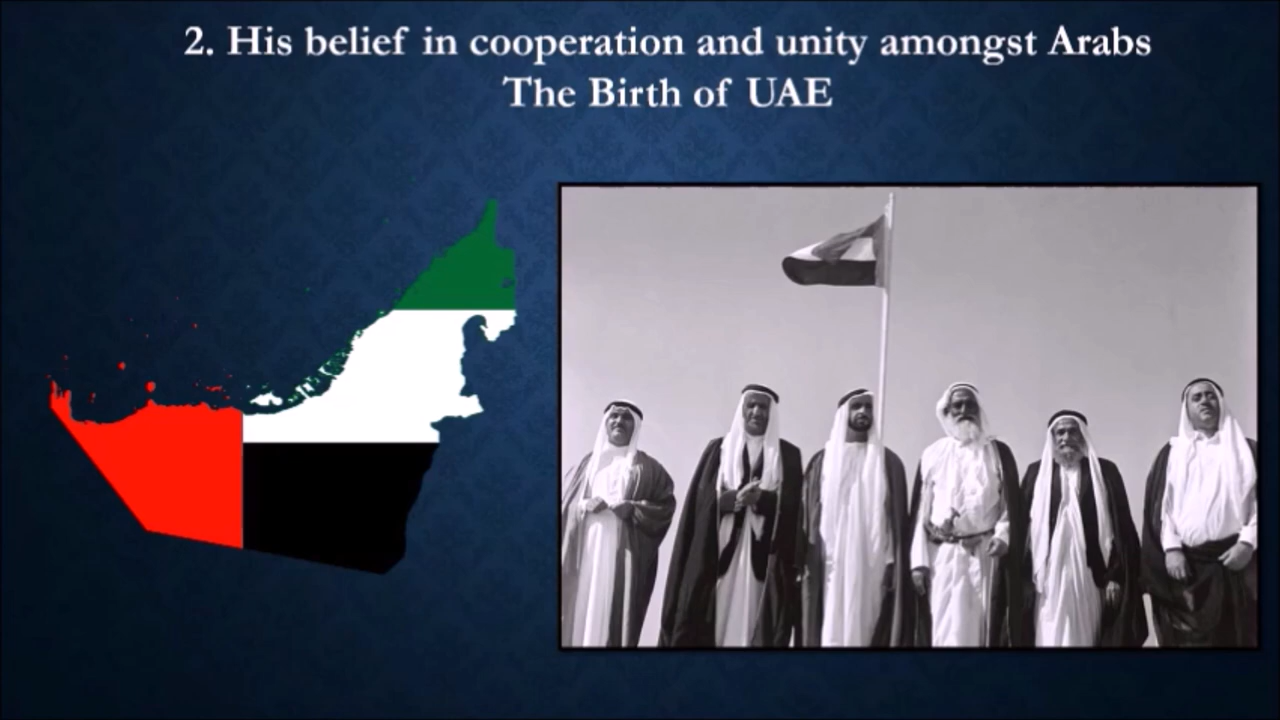 2. His belief in cooperation and unity amongst Arabs
The Birth of UAE